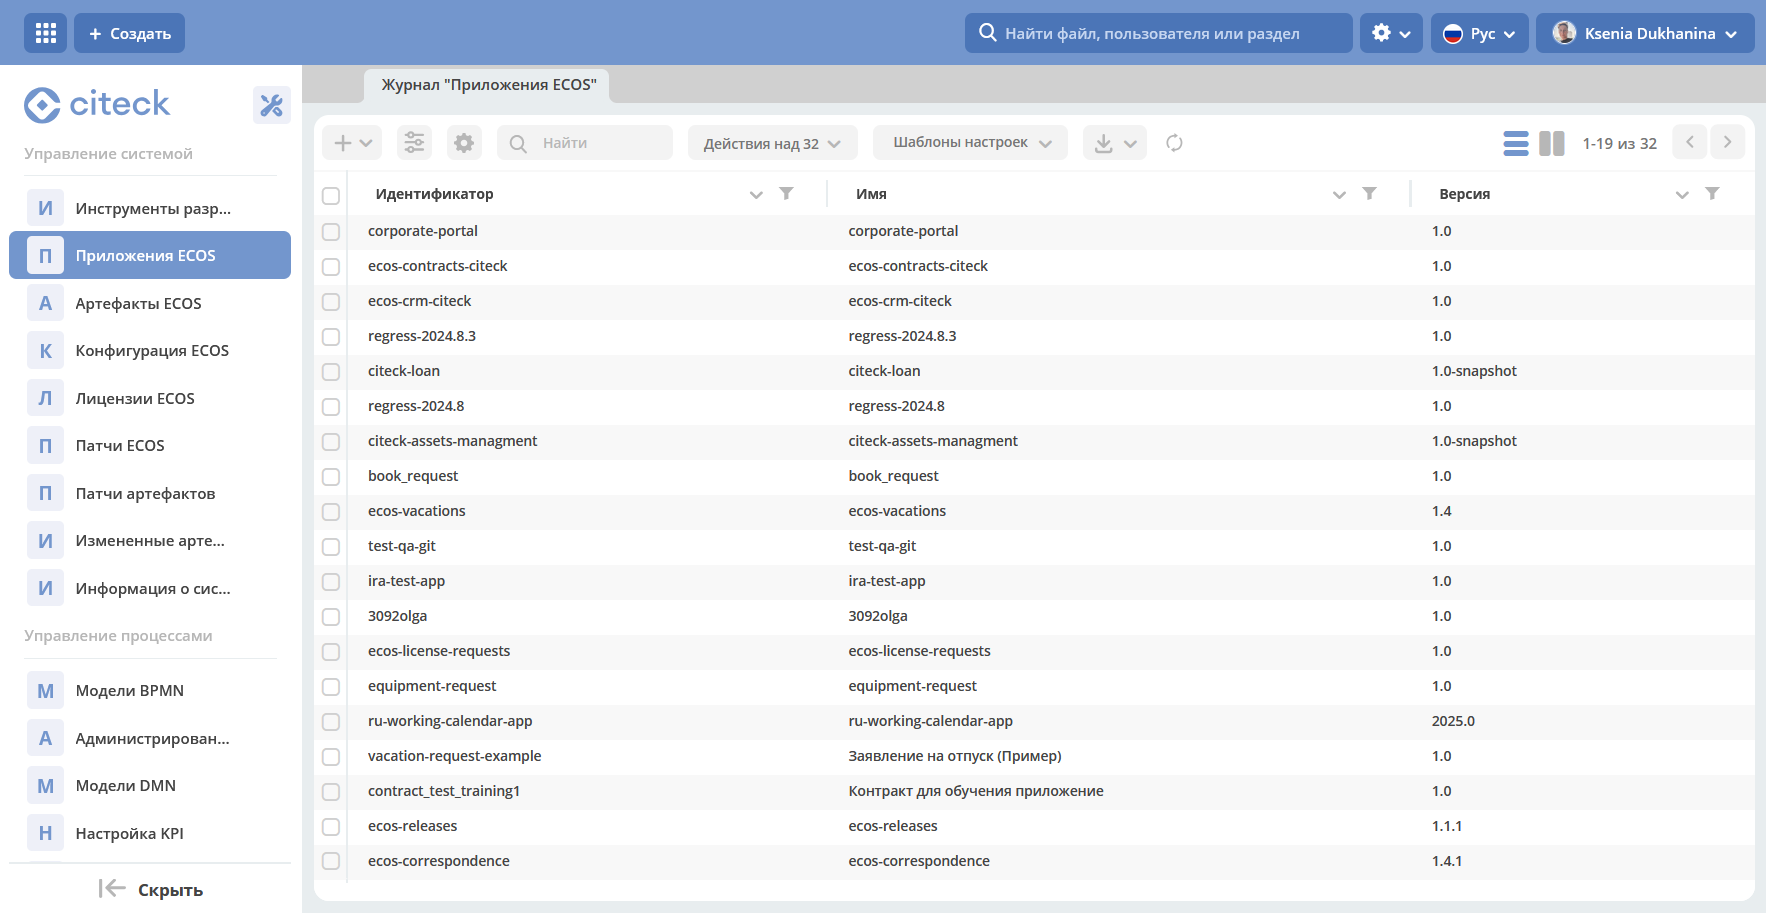 + Создать
Найти файл, пользователя или раздел
Рус
Ksenia Dukhanina
citeck
Журнал "Приложения ECOS"
Управление системой
И Инструменты разр...
П Приложения ECOS
А Артефакты ECOS
К Конфигурация ECOS
Л Лицензии ECOS
П Патчи ECOS
П Патчи артефактов
И Измененные арте...
И Информация о сис...
Управление процессами
М Модели BPMN
А Администрирован...
М Модели DMN
Н Настройка KPI
Скрыть
Найти
Действия над 32
Шаблоны настроек
1-19 из 32
Идентификатор Имя Версия
corporate-portal corporate-portal 1.0
ecos-contracts-citeck ecos-contracts-citeck 1.0
ecos-crm-citeck ecos-crm-citeck 1.0
regress-2024.8.3 regress-2024.8.3 1.0
citeck-loan citeck-loan 1.0-snapshot
regress-2024.8 regress-2024.8 1.0
citeck-assets-managment citeck-assets-managment 1.0-snapshot
book_request book_request 1.0
ecos-vacations ecos-vacations 1.4
test-qa-git test-qa-git 1.0
ira-test-app ira-test-app 1.0
3092olga 3092olga 1.0
ecos-license-requests ecos-license-requests 1.0
equipment-request equipment-request 1.0
ru-working-calendar-app ru-working-calendar-app 2025.0
vacation-request-example Заявление на отпуск (Пример) 1.0
contract_test_training1 Контракт для обучения приложение 1.0
ecos-releases ecos-releases 1.1.1
ecos-correspondence ecos-correspondence 1.4.1